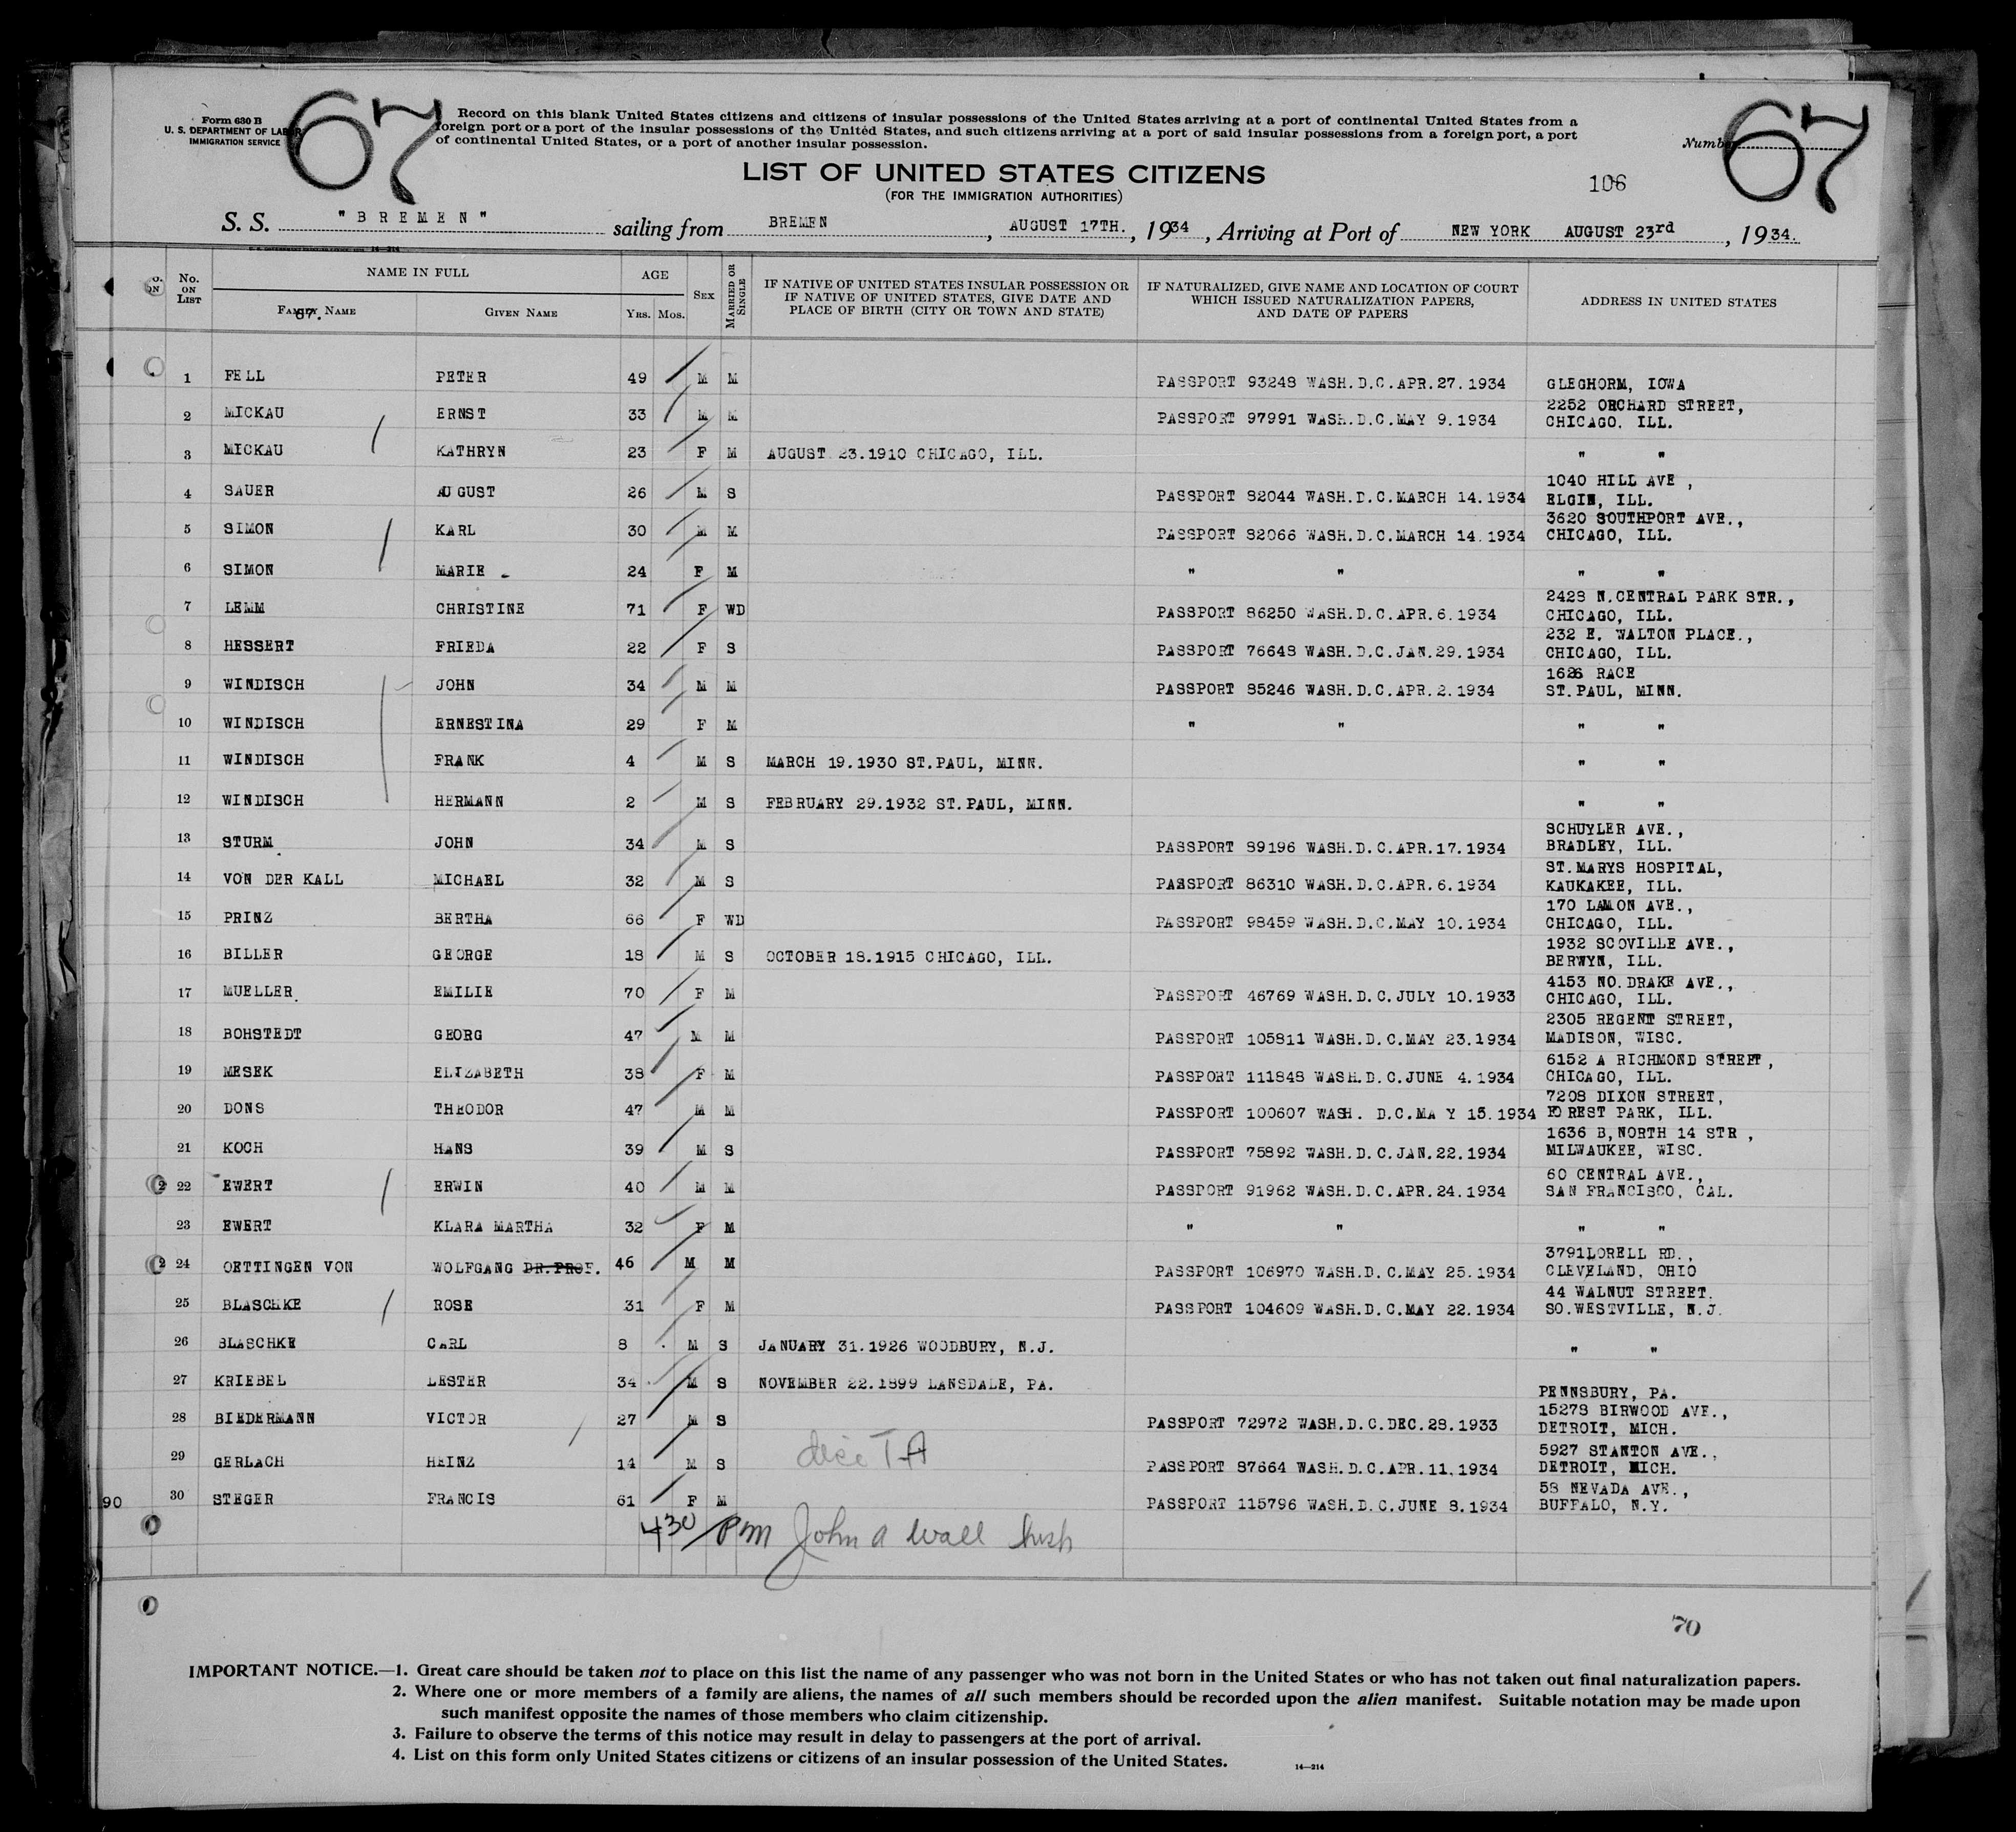 67
67
Form 630 B
U. S. DEPARTMENT OF LABOR
IMMIGRATION SERVICE
Record on this blank United States citizens and citizens of insular possessions of the United States arriving at a port of continental United States from a
foreign port or a port of the insular possessions of the United States, and such citizens arriving at a port of said insular possessions from a foreign port, a port
of continental United States, or a port of another insular possession.
Number
LIST OF UNITED STATES CITIZENS
(FOR THE IMMIGRATION AUTHORITIES)
106
S. S. "BREMEN" sailing from BREMEN, AUGUST 17TH., 1934, Arriving at Port of NEW YORK AUGUST 23rd, 1934.
No. ON LIST
NAME IN FULL
FAMILY NAME
67.
GIVEN NAME
AGE
YRS. MOS.
SEX
MARRIED OR SINGLE
IF NATIVE OF UNITED STATES INSULAR POSSESSION OR
IF NATIVE OF UNITED STATES, GIVE DATE AND
PLACE OF BIRTH (CITY OR TOWN AND STATE)
IF NATURALIZED, GIVE NAME AND LOCATION OF COURT
WHICH ISSUED NATURALIZATION PAPERS,
AND DATE OF PAPERS
ADDRESS IN UNITED STATES
1 FELL PETER 49 M M PASSPORT 93248 WASH.D.C.APR.27.1934 GLEGHORM, IOWA
2 MICKAU ERNST 33 M M PASSPORT 97991 WASH.D.C.MAY 9.1934 2252 ORCHARD STREET,
CHICAGO, ILL.
3 MICKAU KATHRYN 23 F M AUGUST 23.1910 CHICAGO, ILL. " "
4 SAUER AUGUST 26 M S PASSPORT 82044 WASH.D.C.MARCH 14.1934 1040 HILL AVE ,
ELGIN, ILL.
5 SIMON KARL 30 M M PASSPORT 82066 WASH.D.C.MARCH 14.1934 3620 SOUTHPORT AVE.,
CHICAGO, ILL.
6 SIMON MARIE 24 F M " " " "
7 LEMM CHRISTINE 71 F WD PASSPORT 86250 WASH.D.C.APR.6.1934 2428 N.CENTRAL PARK STR.,
CHICAGO, ILL.
8 HESSERT FRIEDA 22 F S PASSPORT 76648 WASH.D.C.JAN.29.1934 232 E. WALTON PLACE.,
CHICAGO, ILL.
9 WINDISCH JOHN 34 M M PASSPORT 85246 WASH.D.C.APR.2.1934 1626 RACE
ST.PAUL, MINN.
10 WINDISCH ERNESTINA 29 F M " " " "
11 WINDISCH FRANK 4 M S MARCH 19.1930 ST.PAUL, MINN. " "
12 WINDISCH HERMANN 2 M S FEBRUARY 29.1932 ST.PAUL, MINN. " "
13 STURM JOHN 34 M S PASSPORT 89196 WASH.D.C.APR.17.1934 SCHUYLER AVE.,
BRADLEY, ILL.
14 VON DER KALL MICHAEL 32 M S PASSPORT 86310 WASH.D.C.APR.6.1934 ST.MARYS HOSPITAL,
KAUKAKEE, ILL.
15 PRINZ BERTHA 66 F WD PASSPORT 98459 WASH.D.C.MAY 10.1934 170 LAMON AVE.,
CHICAGO, ILL.
16 BILLER GEORGE 18 M S OCTOBER 18.1915 CHICAGO, ILL. 1932 SCOVILLE AVE.,
BERWYN, ILL.
17 MUELLER EMILIE 70 F M PASSPORT 46769 WASH.D.C.JULY 10.1933 4153 NO.DRAKE AVE.,
CHICAGO, ILL.
18 BOHSTEDT GEORG 47 M M PASSPORT 105811 WASH.D.C.MAY 23.1934 2305 REGENT STREET,
MADISON, WISC.
19 MESEK ELIZABETH 38 F M PASSPORT 111848 WASH.D.C.JUNE 4.1934 6152 A RICHMOND STREET,
CHICAGO, ILL.
20 DONS THEODOR 47 M M PASSPORT 100607 WASH. D.C.MA Y 15.1934 7208 DIXON STREET,
FOREST PARK, ILL.
21 KOCH HANS 39 M S PASSPORT 75892 WASH.D.C.JAN.22.1934 1636 B,NORTH 14 STR ,
MILWAUKEE, WISC.
2 22 EWERT ERWIN 40 M M PASSPORT 91962 WASH.D.C.APR.24.1934 60 CENTRAL AVE.,
SAN FRANCISCO, CAL.
23 EWERT KLARA MARTHA 32 F M " " " "
2 24 OETTINGEN VON WOLFGANG DR.PROF. 46 M M PASSPORT 106970 WASH.D.C.MAY 25.1934 3791LORELL RD.,
CLEVELAND, OHIO
25 BLASCHKE ROSE 31 F M PASSPORT 104609 WASH.D.C.MAY 22.1934 44 WALNUT STREET.
SO.WESTVILLE, N.J.
26 BLASCHKE CARL 8 M S JANUARY 31.1926 WOODBURY, N.J. " "
27 KRIEBEL LESTER 34 M S NOVEMBER 22.1899 LANSDALE, PA. PENNSBURY, PA.
28 BIEDERMANN VICTOR 27 M S PASSPORT 72972 WASH.D.C.DEC.28.1933 15278 BIRWOOD AVE.,
DETROIT, MICH.
29 GERLACH HEINZ 14 M S PASSPORT 87664 WASH.D.C.APR.11.1934 5927 STANTON AVE.,
DETROIT, MICH.
90 30 STEGER FRANCIS 61 F M PASSPORT 115796 WASH.D.C.JUNE 8.1934 58 NEVADA AVE.,
BUFFALO, N.Y.
430 PM John A Wall
70
IMPORTANT NOTICE.—1. Great care should be taken not to place on this list the name of any passenger who was not born in the United States or who has not taken out final naturalization papers.
2. Where one or more members of a family are aliens, the names of all such members should be recorded upon the alien manifest. Suitable notation may be made upon
such manifest opposite the names of those members who claim citizenship.
3. Failure to observe the terms of this notice may result in delay to passengers at the port of arrival.
4. List on this form only United States citizens or citizens of an insular possession of the United States.
14—214